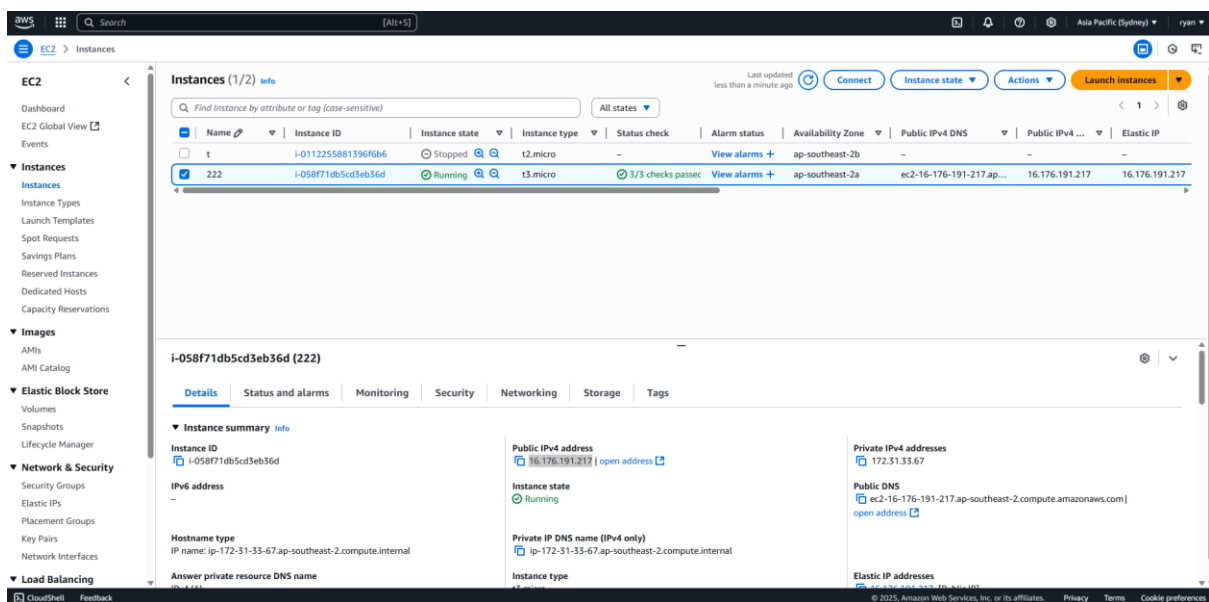 aws
Search [Alt+S] Asia Pacific (Sydney) ryan
EC2 > Instances
EC2
Dashboard
EC2 Global View
Events
Instances
Instances
Instance Types
Launch Templates
Spot Requests
Savings Plans
Reserved Instances
Dedicated Hosts
Capacity Reservations
Images
AMIs
AMI Catalog
Elastic Block Store
Volumes
Snapshots
Lifecycle Manager
Network & Security
Security Groups
Elastic IPs
Placement Groups
Key Pairs
Network Interfaces
Load Balancing
Instances (1/2) Info
Last updated
less than a minute ago
Connect Instance state Actions Launch instances
Find Instance by attribute or tag (case-sensitive) All states < 1 >
Name Instance ID Instance state Instance type Status check Alarm status Availability Zone Public IPv4 DNS Public IPv4 ... Elastic IP
t i-0112255881396f6b6 Stopped t2.micro – View alarms + ap-southeast-2b – – –
222 i-058f71db5cd3eb36d Running t3.micro 3/3 checks passec View alarms + ap-southeast-2a ec2-16-176-191-217.ap... 16.176.191.217 16.176.191.217
i-058f71db5cd3eb36d (222)
Details Status and alarms Monitoring Security Networking Storage Tags
Instance summary Info
Instance ID
i-058f71db5cd3eb36d
Public IPv4 address
16.176.191.217 | open address
Private IPv4 addresses
172.31.33.67
IPv6 address
–
Instance state
Running
Public DNS
ec2-16-176-191-217.ap-southeast-2.compute.amazonaws.com |
open address
Hostname type
IP name: ip-172-31-33-67.ap-southeast-2.compute.internal
Private IP DNS name (IPv4 only)
ip-172-31-33-67.ap-southeast-2.compute.internal
Answer private resource DNS name
Instance type
Elastic IP addresses
CloudShell Feedback © 2025, Amazon Web Services, Inc. or its affiliates. Privacy Terms Cookie preferences